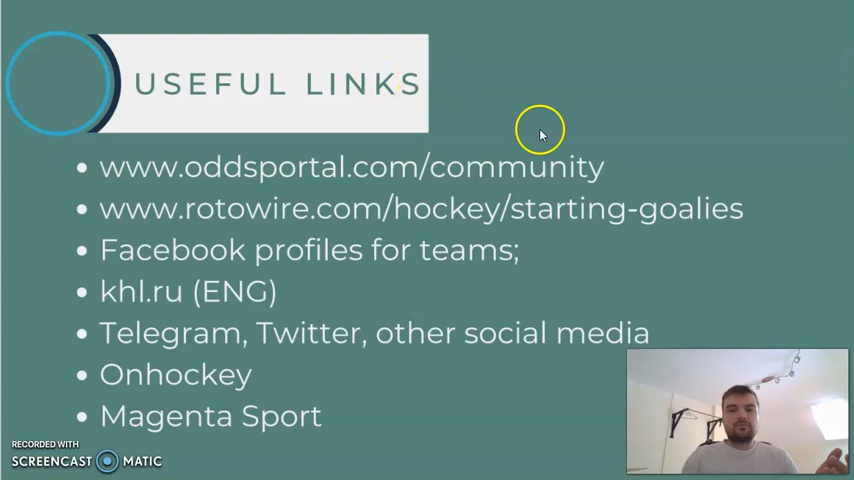 USEFUL LINKS
• www.oddsportal.com/community
• www.rotowire.com/hockey/starting-goalies
• Facebook profiles for teams;
• khl.ru (ENG)
• Telegram, Twitter, other social media
• Onhockey
• Magenta Sport
RECORDED WITH
SCREENCAST MATIC